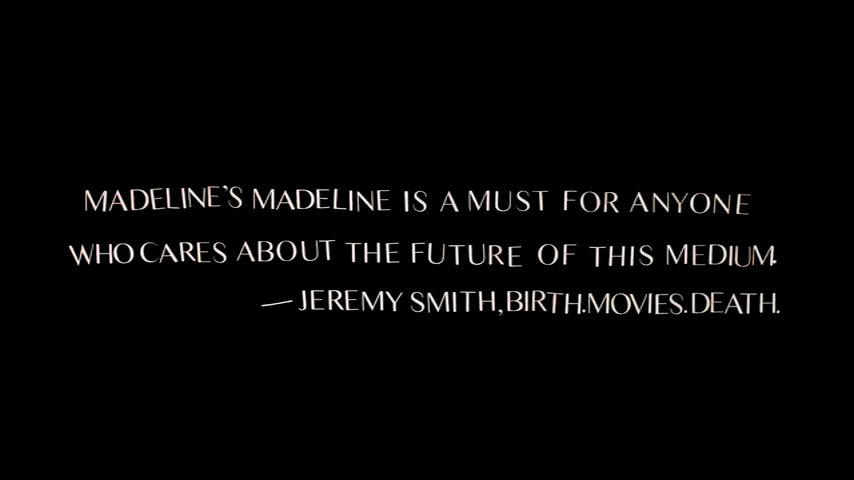 MADELINE'S MADELINE IS A MUST FOR ANYONE
WHO CARES ABOUT THE FUTURE OF THIS MEDIUM.
— JEREMY SMITH, BIRTH.MOVIES.DEATH.